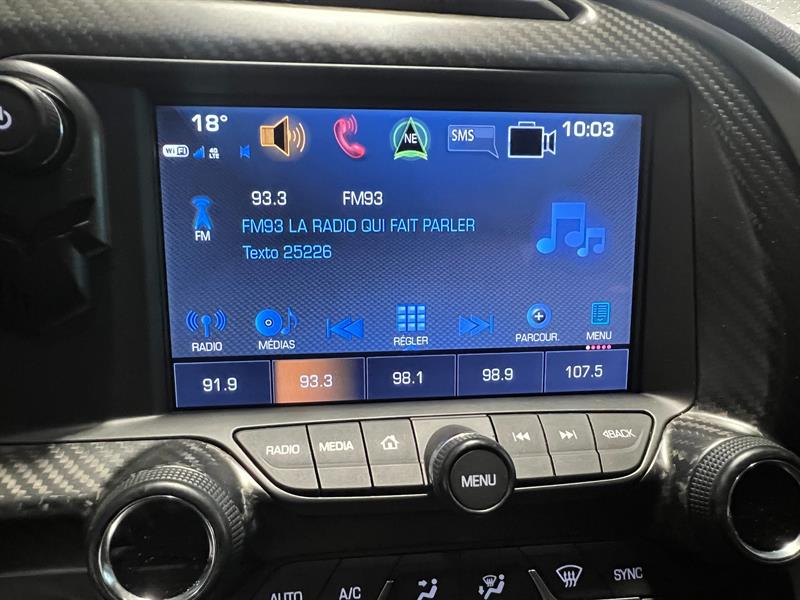 18° NE SMS 10:03
WiFi 4G LTE
93.3 FM93
FM93 LA RADIO QUI FAIT PARLER
FM
Texto 25226
RADIO MÉDIAS RÉGLER PARCOUR. MENU
91.9 93.3 98.1 98.9 107.5
RADIO MEDIA BACK
MENU
AUTO A/C SYNC